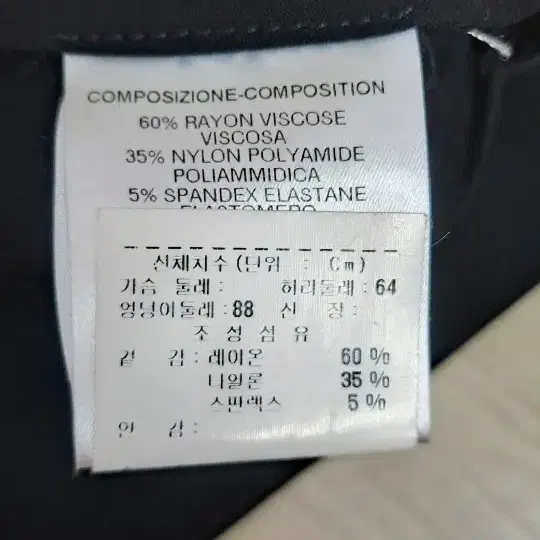 COMPOSIZIONE-COMPOSITION
60% RAYON VISCOSE
VISCOSA
35% NYLON POLYAMIDE
POLIAMMIDICA
5% SPANDEX ELASTANE
ELASTOMERO
신체치수(단위 : Cm)
가슴 둘레 : 허리둘레 : 64
엉덩이둘레 : 88 신 장 :
조 성 섬 유
겉 감 : 레이온 60 %
나일론 35 %
스판렉스 5 %
안 감 :